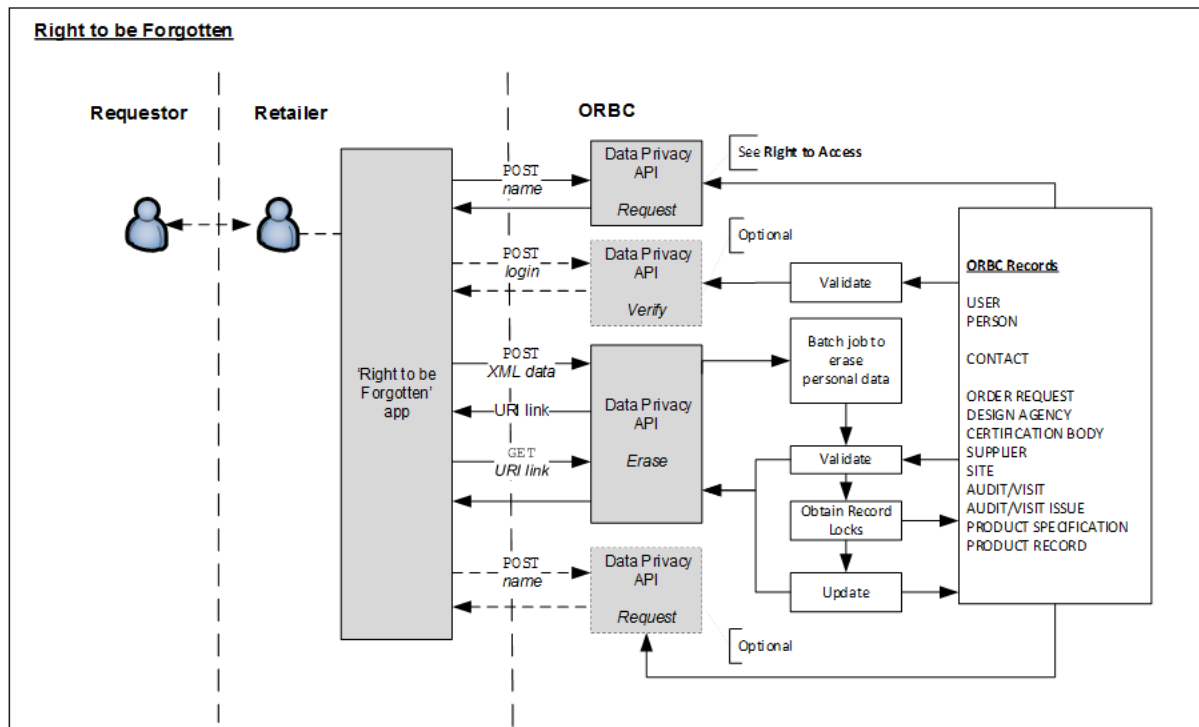 Right to be Forgotten
Requestor
Retailer
ORBC
'Right to be
Forgotten'
app
POST
name
Data Privacy
API
Request
See Right to Access
POST
login
Data Privacy
API
Verify
Optional
Validate
POST
XML data
URI link
GET
URI link
Data Privacy
API
Erase
Batch job to
erase
personal data
Validate
Obtain Record
Locks
Update
POST
name
Data Privacy
API
Request
Optional
ORBC Records
USER
PERSON
CONTACT
ORDER REQUEST
DESIGN AGENCY
CERTIFICATION BODY
SUPPLIER
SITE
AUDIT/VISIT
AUDIT/VISIT ISSUE
PRODUCT SPECIFICATION
PRODUCT RECORD